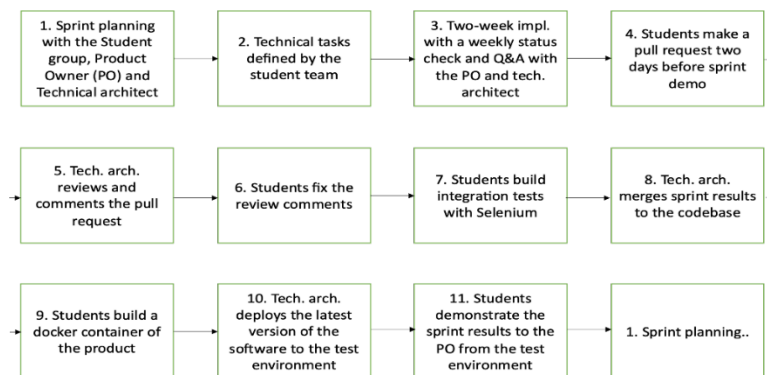 1. Sprint planning
with the Student
group, Product
Owner (PO) and
Technical architect
2. Technical tasks
defined by the
student team
3. Two-week impl.
with a weekly status
check and Q&A with
the PO and tech.
architect
4. Students make a
pull request two
days before sprint
demo
5. Tech. arch.
reviews and
comments the pull
request
6. Students fix the
review comments
7. Students build
integration tests
with Selenium
8. Tech. arch.
merges sprint results
to the codebase
9. Students build a
docker container of
the product
10. Tech. arch.
deploys the latest
version of the
software to the test
environment
11. Students
demonstrate the
sprint results to the
PO from the test
environment
1. Sprint planning..